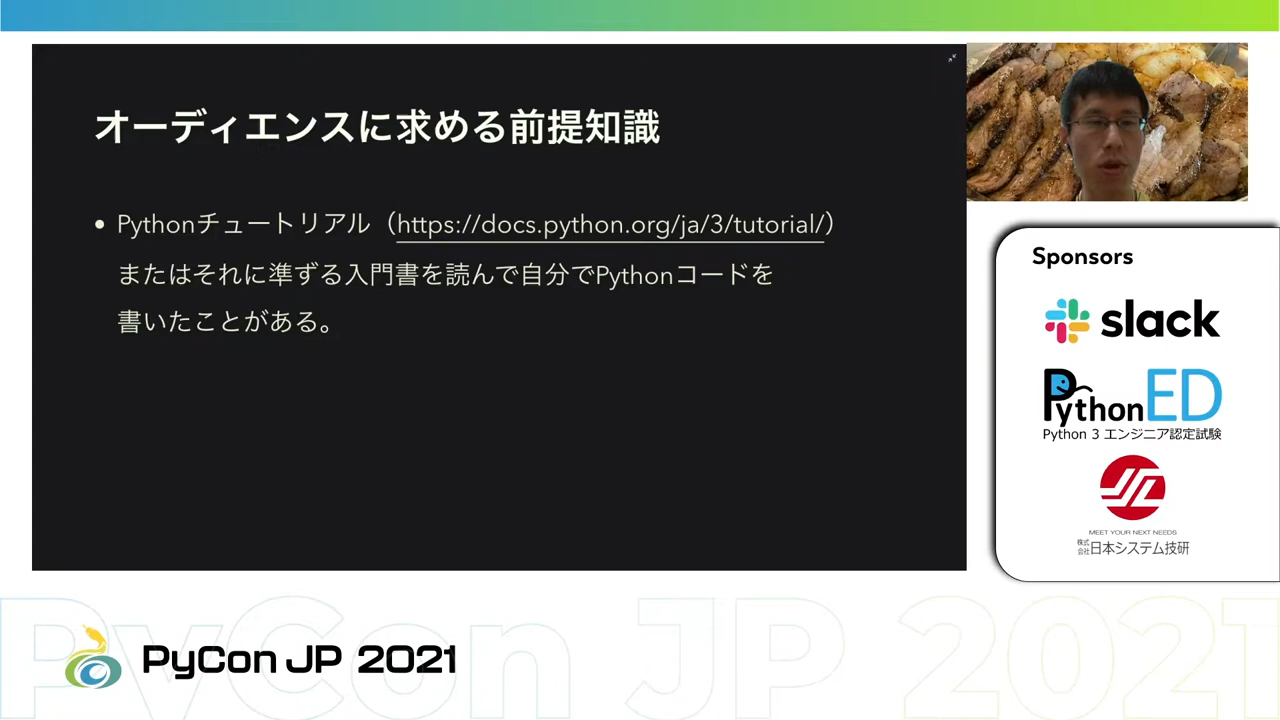 オーディエンスに求める前提知識
• Pythonチュートリアル（https://docs.python.org/ja/3/tutorial/）
またはそれに準ずる入門書を読んで自分でPythonコードを
書いたことがある。
Sponsors
slack
PythonED
Python 3 エンジニア認定試験
MEET YOUR NEXT NEEDS
株式会社日本システム技研
PyCon JP 2021
PyCon JP 2021